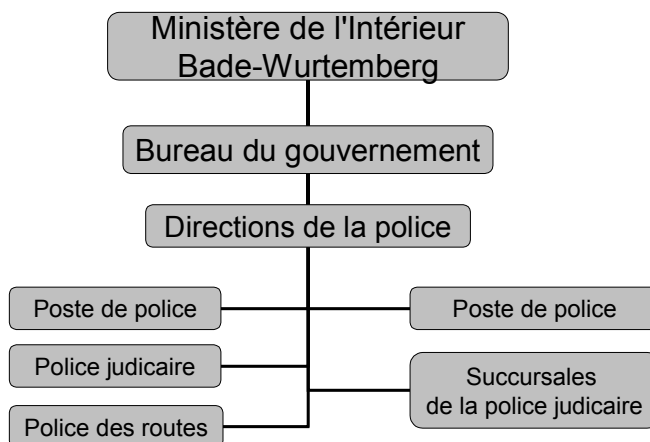 Ministère de l'Intérieur
Bade-Wurtemberg
Bureau du gouvernement
Directions de la police
Poste de police
Poste de police
Police judicaire
Succursales
de la police judicaire
Police des routes